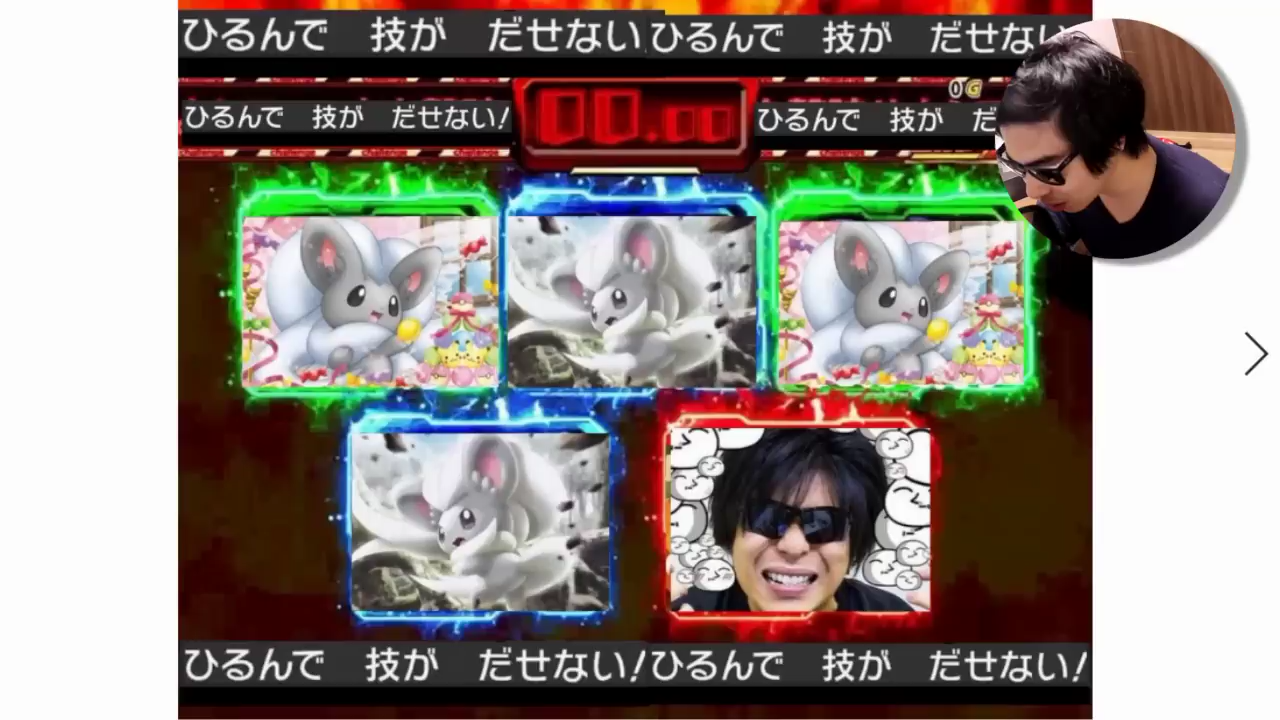 ひるんで 技が だせない ひるんで 技が だせない
0G
ひるんで 技が だせない! 00.00 ひるんで 技が だ
ひるんで 技が だせない! ひるんで 技が だせない!